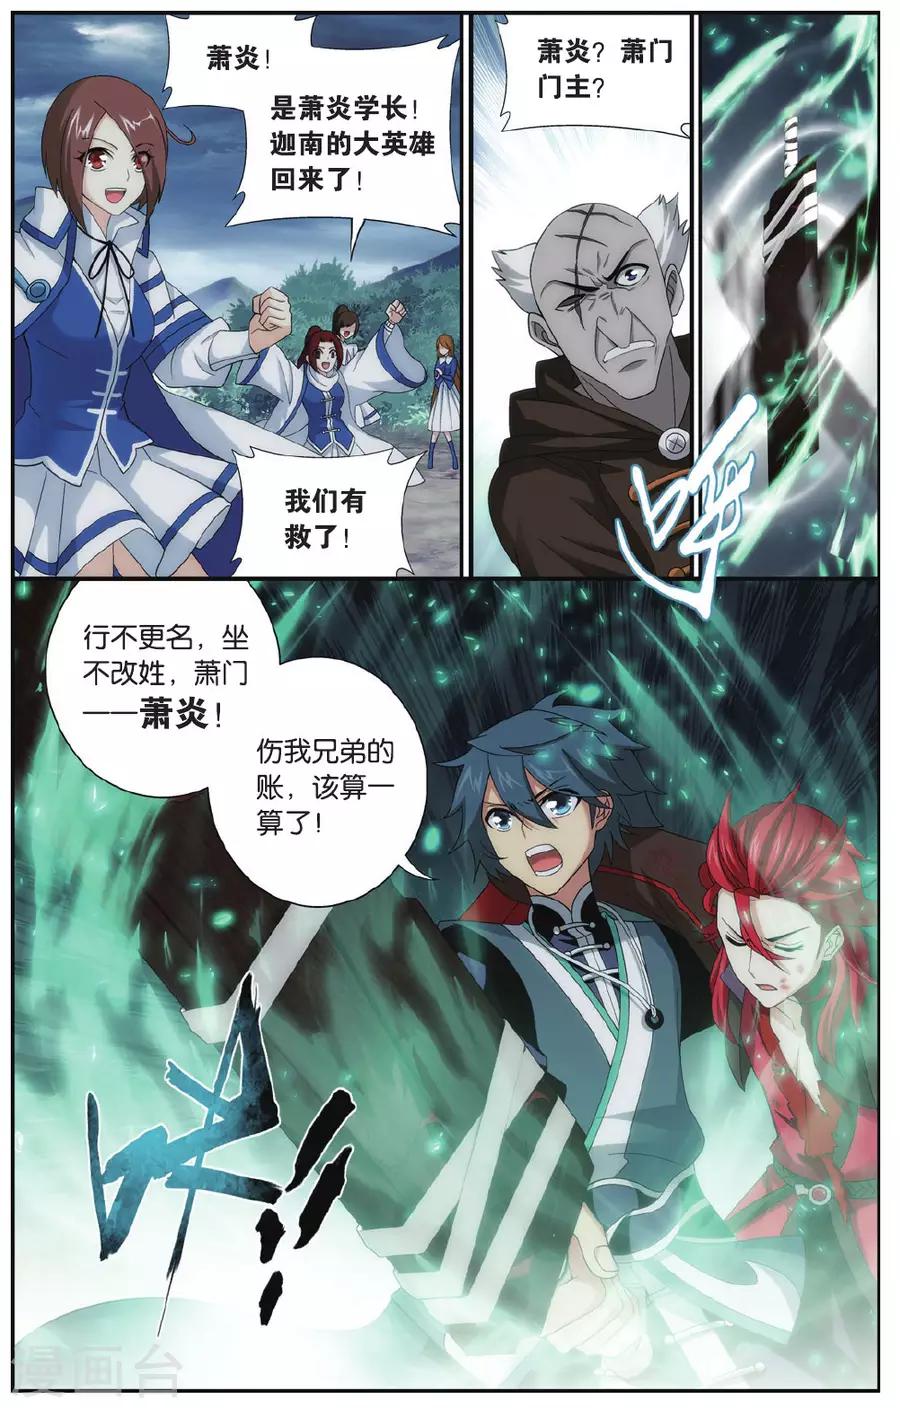 萧炎！
是萧炎学长！
迦南的大英雄
回来了！
我们有
救了！
萧炎？萧门
门主？
呼
行不更名，坐
不改姓，萧门
——萧炎！
伤我兄弟的
账，该算一
算了！
漫画台